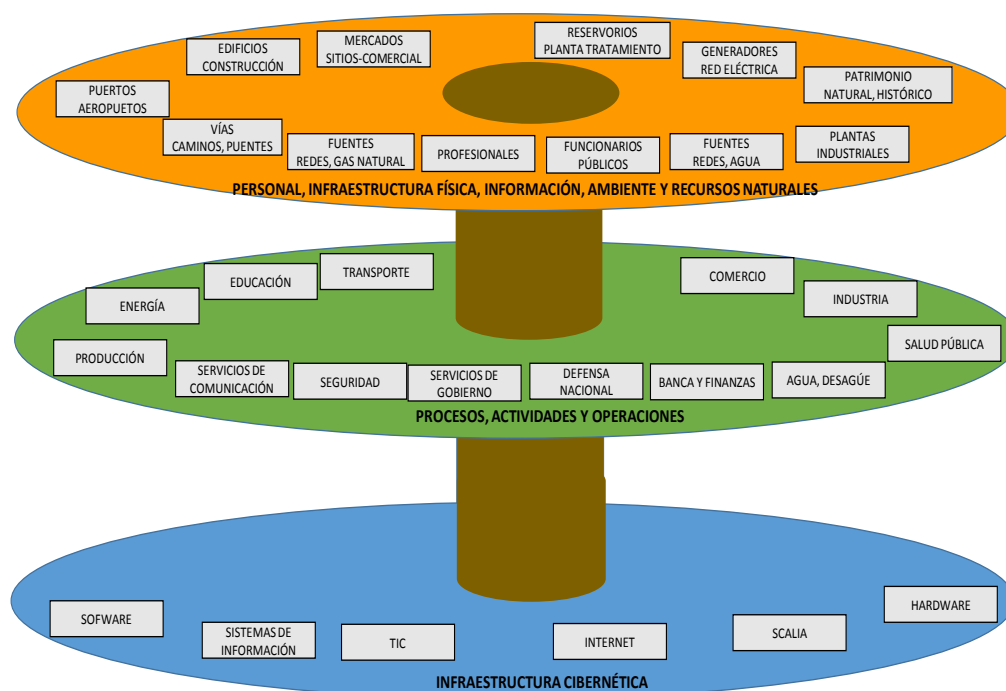 RESERVORIOS
PLANTA TRATAMIENTO
MERCADOS
SITIOS-COMERCIAL
EDIFICIOS
CONSTRUCCIÓN
GENERADORES
RED ELÉCTRICA
PATRIMONIO
NATURAL, HISTÓRICO
PUERTOS
AEROPUETOS
VÍAS
CAMINOS, PUENTES
FUENTES
REDES, GAS NATURAL
PROFESIONALES
FUNCIONARIOS
PÚBLICOS
FUENTES
REDES, AGUA
PLANTAS
INDUSTRIALES
PERSONAL, INFRAESTRUCTURA FÍSICA, INFORMACIÓN, AMBIENTE Y RECURSOS NATURALES
TRANSPORTE
EDUCACIÓN
COMERCIO
ENERGÍA
INDUSTRIA
SALUD PÚBLICA
PRODUCCIÓN
SERVICIOS DE
COMUNICACIÓN
SEGURIDAD
SERVICIOS DE
GOBIERNO
DEFENSA
NACIONAL
BANCA Y FINANZAS
AGUA, DESAGÜE
PROCESOS, ACTIVIDADES Y OPERACIONES
HARDWARE
SOFWARE
SISTEMAS DE
INFORMACIÓN
TIC
INTERNET
SCALIA
INFRAESTRUCTURA CIBERNÉTICA